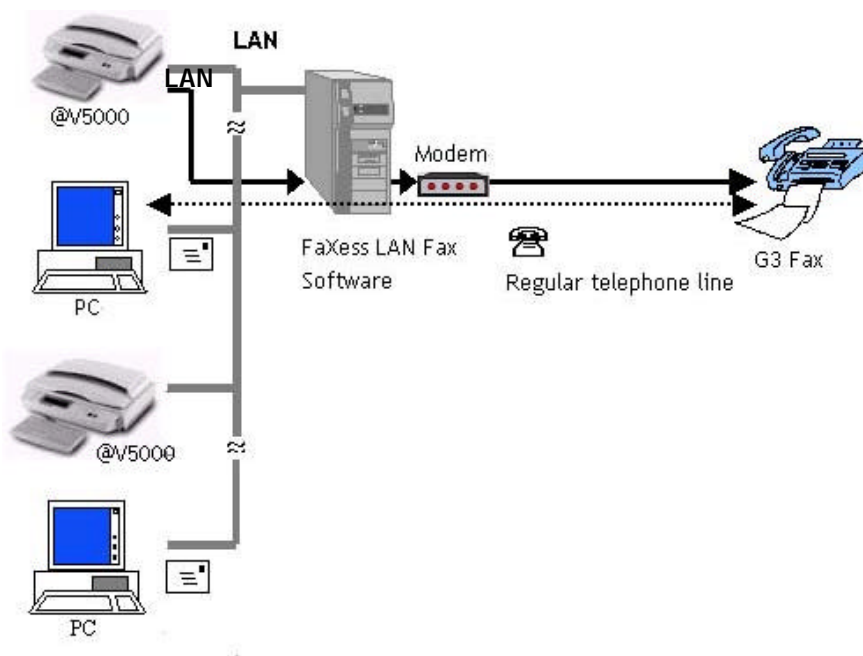 LAN
LAN
@V5000
Modem
FaXess LAN Fax
Software
Regular telephone line
G3 Fax
PC
@V5000
PC